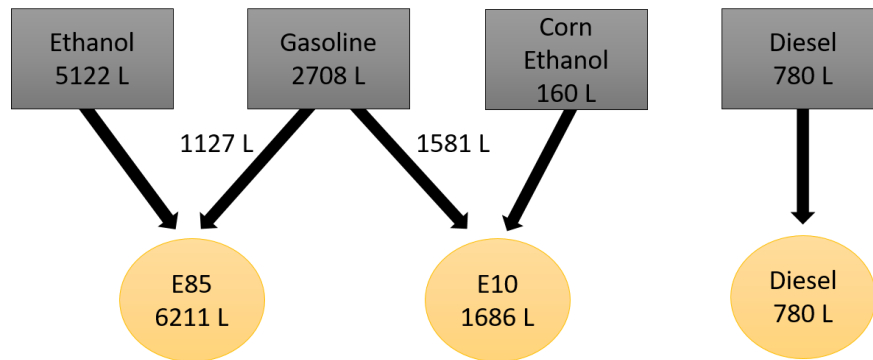 Ethanol
5122 L
Gasoline
2708 L
Corn
Ethanol
160 L
Diesel
780 L
1127 L
1581 L
E85
6211 L
E10
1686 L
Diesel
780 L